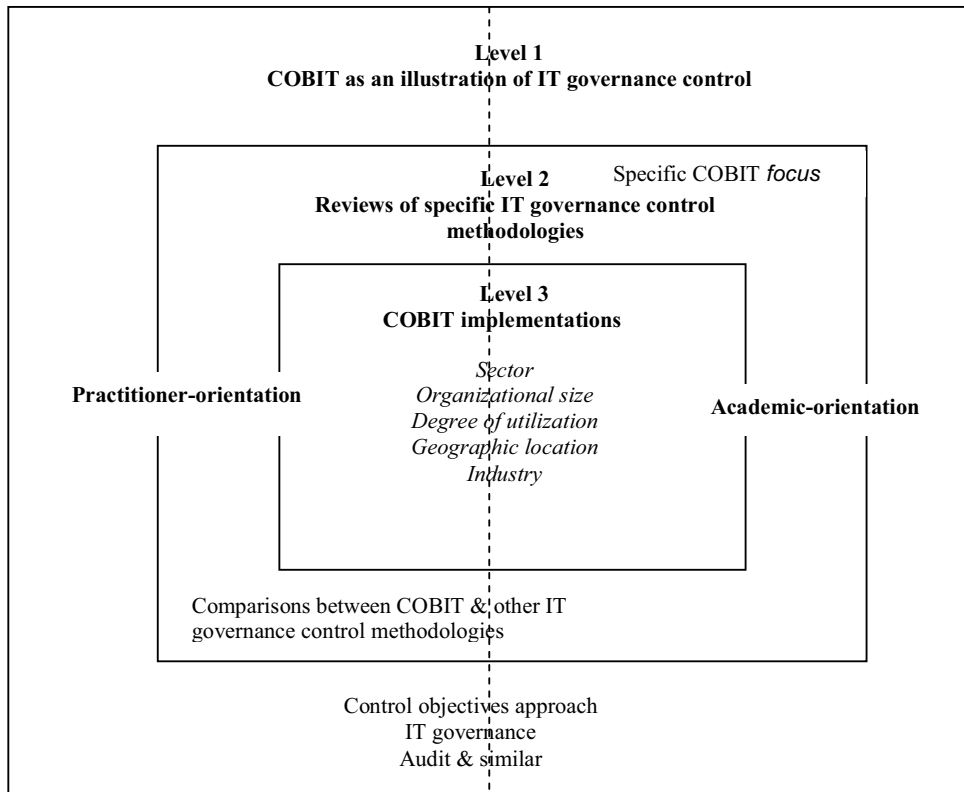 Level 1
COBIT as an illustration of IT governance control
Specific COBIT focus
Level 2
Reviews of specific IT governance control
methodologies
Level 3
COBIT implementations
Sector
Organizational size
Degree of utilization
Geographic location
Industry
Practitioner-orientation
Academic-orientation
Comparisons between COBIT & other IT
governance control methodologies
Control objectives approach
IT governance
Audit & similar